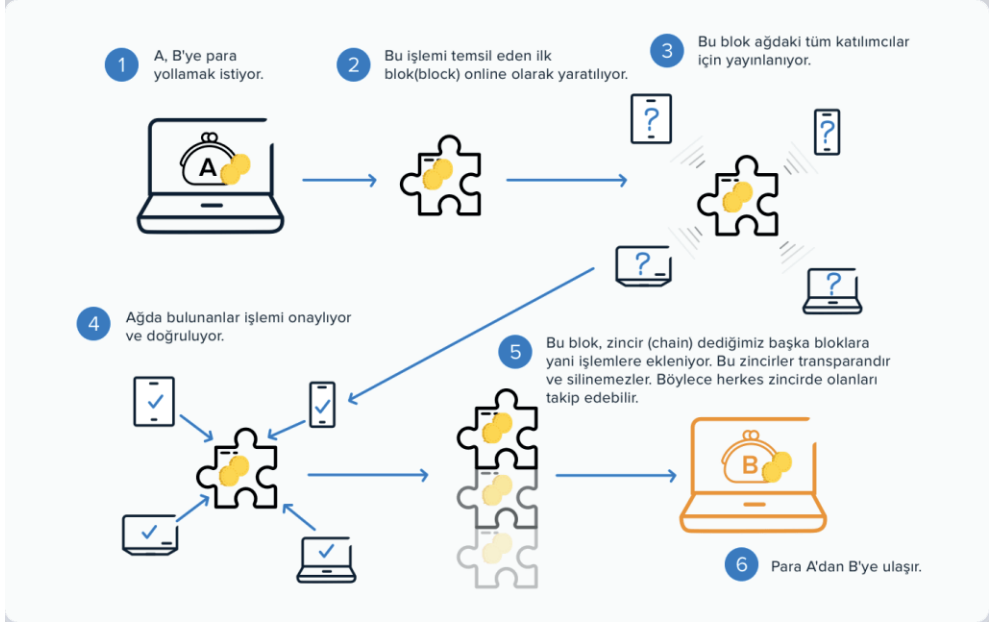 1
A, B'ye para
yollamak istiyor.
2
Bu işlemi temsil eden ilk
blok(block) online olarak yaratılıyor.
3
Bu blok ağdaki tüm katılımcılar
için yayınlanıyor.
A
?
?
?
?
4
Ağda bulunanlar işlemi onaylıyor
ve doğruluyor.
5
Bu blok, zincir (chain) dediğimiz başka bloklara
yani işlemlere ekleniyor. Bu zincirler transparandır
ve silinemezler. Böylece herkes zincirde olanları
takip edebilir.
B
6
Para A'dan B'ye ulaşır.